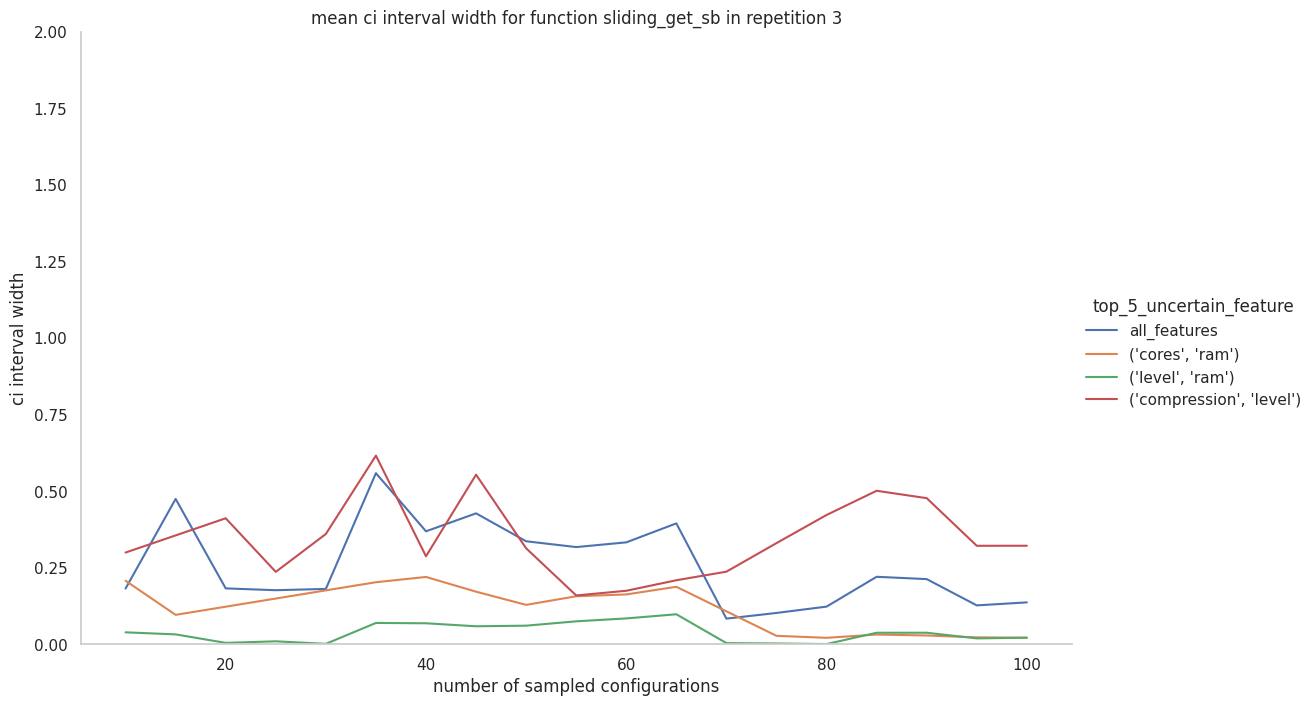 mean ci interval width for function sliding_get_sb in repetition 3
2.00
1.75
1.50
1.25
1.00
0.75
0.50
0.25
0.00
ci interval width
20
40
60
80
100
number of sampled configurations
top_5_uncertain_feature
all_features
('cores', 'ram')
('level', 'ram')
('compression', 'level')